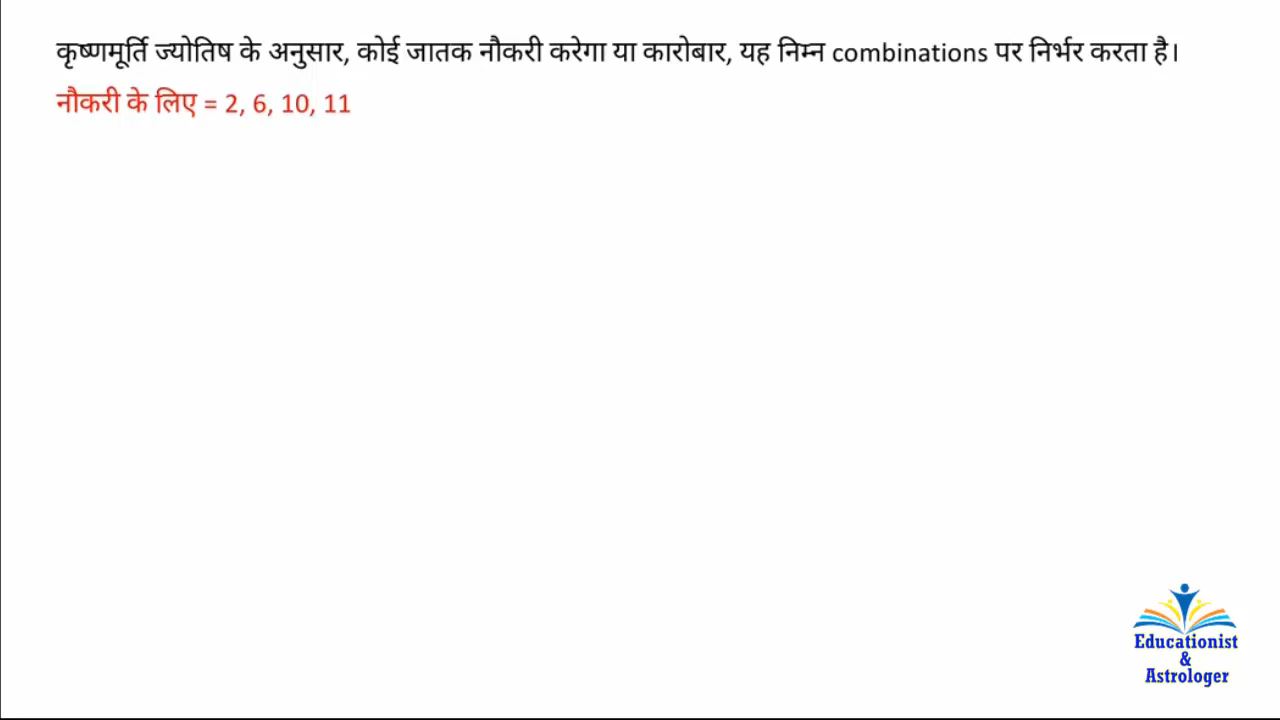 कृष्णमूर्ति ज्योतिष के अनुसार, कोई जातक नौकरी करेगा या कारोबार, यह निम्न combinations पर निर्भर करता है।
नौकरी के लिए = 2, 6, 10, 11
Educationist
&
Astrologer